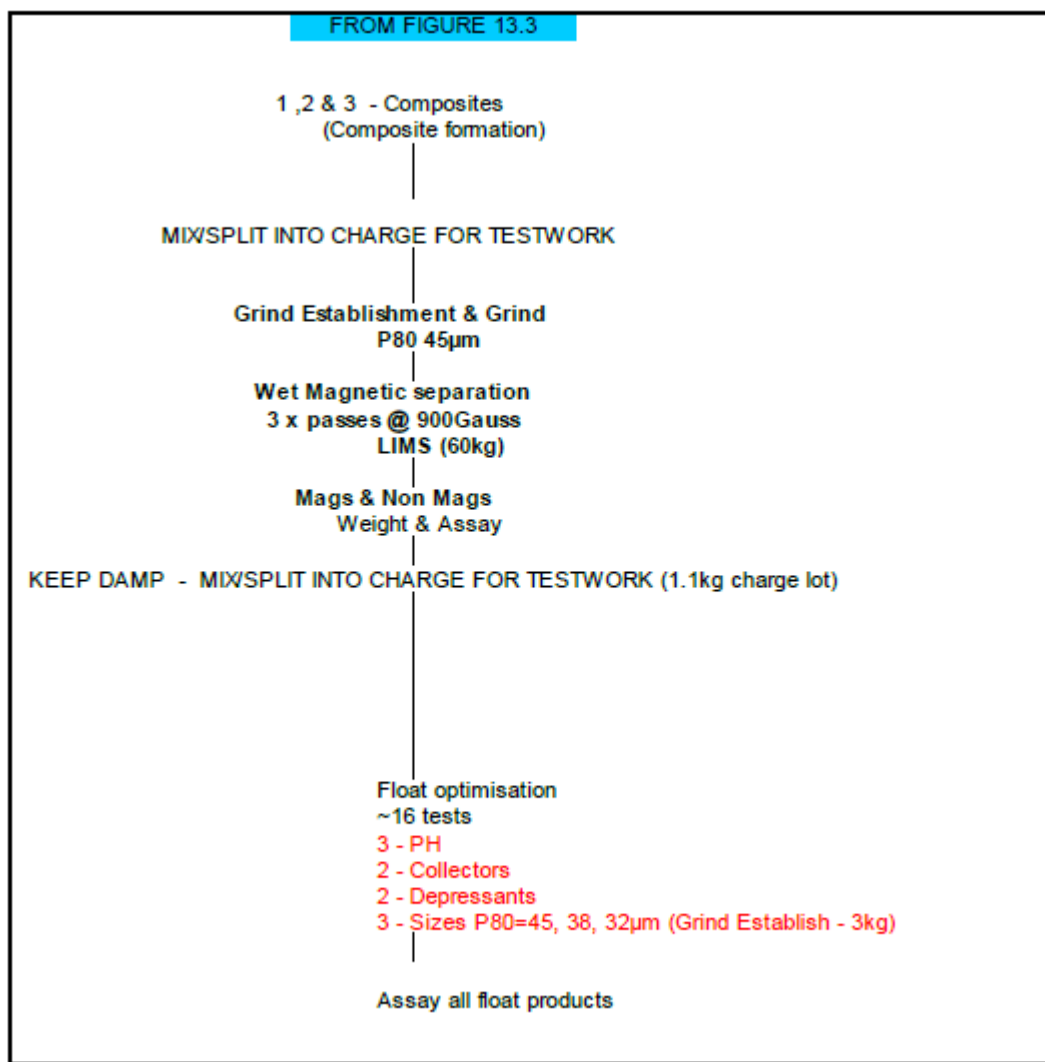 FROM FIGURE 13.3
1 ,2 & 3 - Composites
(Composite formation)
MIX/SPLIT INTO CHARGE FOR TESTWORK
Grind Establishment & Grind
P80 45µm
Wet Magnetic separation
3 x passes @ 900Gauss
LIMS (60kg)
Mags & Non Mags
Weight & Assay
KEEP DAMP - MIX/SPLIT INTO CHARGE FOR TESTWORK (1.1kg charge lot)
Float optimisation
~16 tests
3 - PH
2 - Collectors
2 - Depressants
3 - Sizes P80=45, 38, 32µm (Grind Establish - 3kg)
Assay all float products